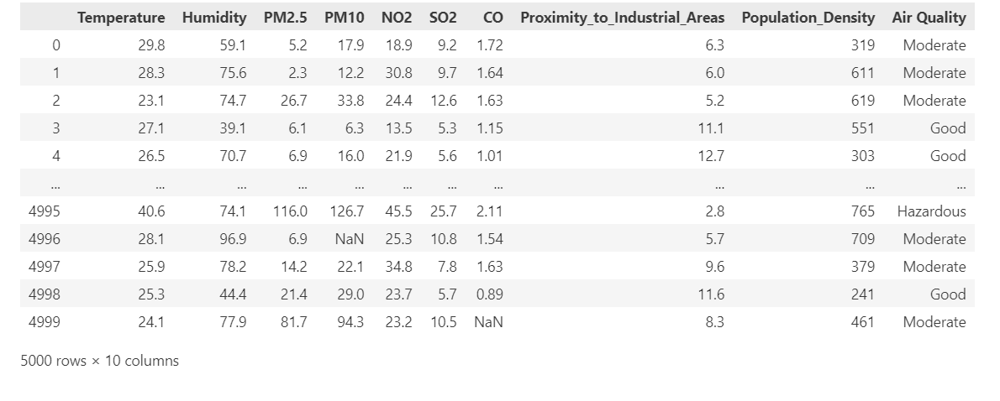 Temperature Humidity PM2.5 PM10 NO2 SO2 CO Proximity_to_Industrial_Areas Population_Density Air Quality
0 29.8 59.1 5.2 17.9 18.9 9.2 1.72 6.3 319 Moderate
1 28.3 75.6 2.3 12.2 30.8 9.7 1.64 6.0 611 Moderate
2 23.1 74.7 26.7 33.8 24.4 12.6 1.63 5.2 619 Moderate
3 27.1 39.1 6.1 6.3 13.5 5.3 1.15 11.1 551 Good
4 26.5 70.7 6.9 16.0 21.9 5.6 1.01 12.7 303 Good
... ... ... ... ... ... ... ... ... ... ...
4995 40.6 74.1 116.0 126.7 45.5 25.7 2.11 2.8 765 Hazardous
4996 28.1 96.9 6.9 NaN 25.3 10.8 1.54 5.7 709 Moderate
4997 25.9 78.2 14.2 22.1 34.8 7.8 1.63 9.6 379 Moderate
4998 25.3 44.4 21.4 29.0 23.7 5.7 0.89 11.6 241 Good
4999 24.1 77.9 81.7 94.3 23.2 10.5 NaN 8.3 461 Moderate
5000 rows × 10 columns